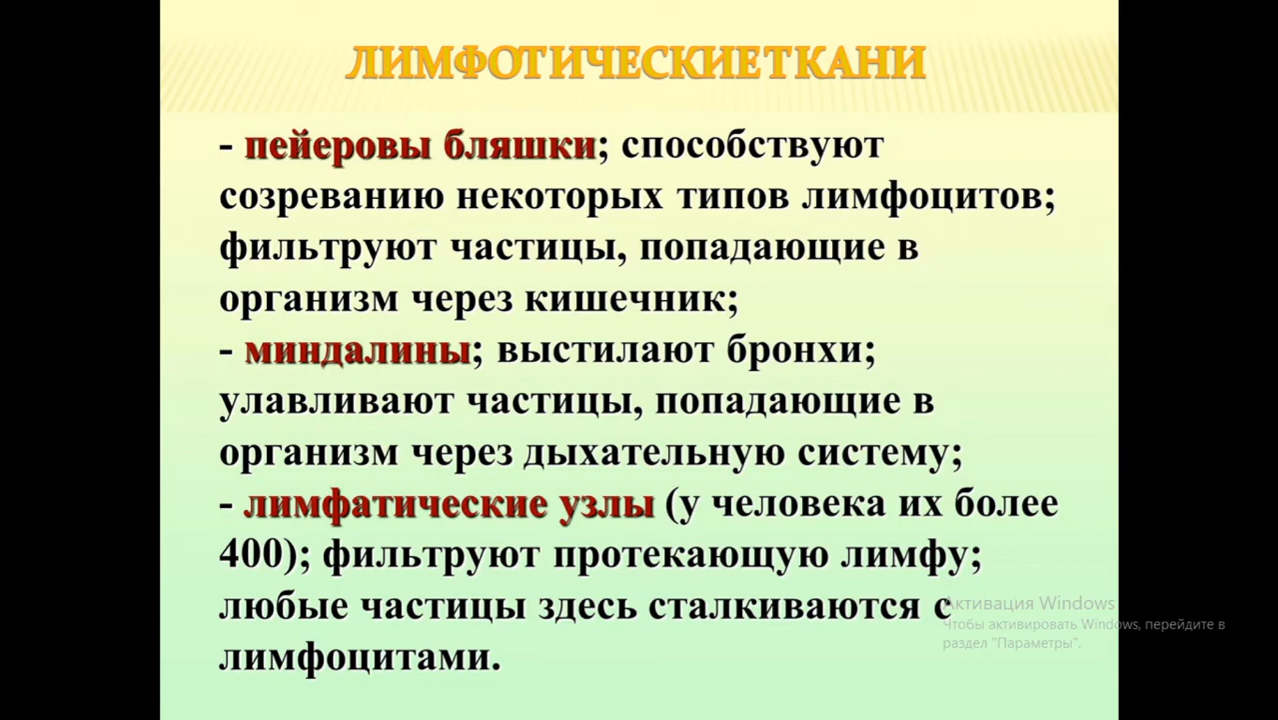 ЛИМФОТИЧЕСКИЕ ТКАНИ
- пейеровы бляшки; способствуют
созреванию некоторых типов лимфоцитов;
фильтруют частицы, попадающие в
организм через кишечник;
- миндалины; выстилают бронхи;
улавливают частицы, попадающие в
организм через дыхательную систему;
- лимфатические узлы (у человека их более
400); фильтруют протекающую лимфу;
любые частицы здесь сталкиваются с
лимфоцитами.
Активация Windows
Чтобы активировать Windows, перейдите в
раздел "Параметры".